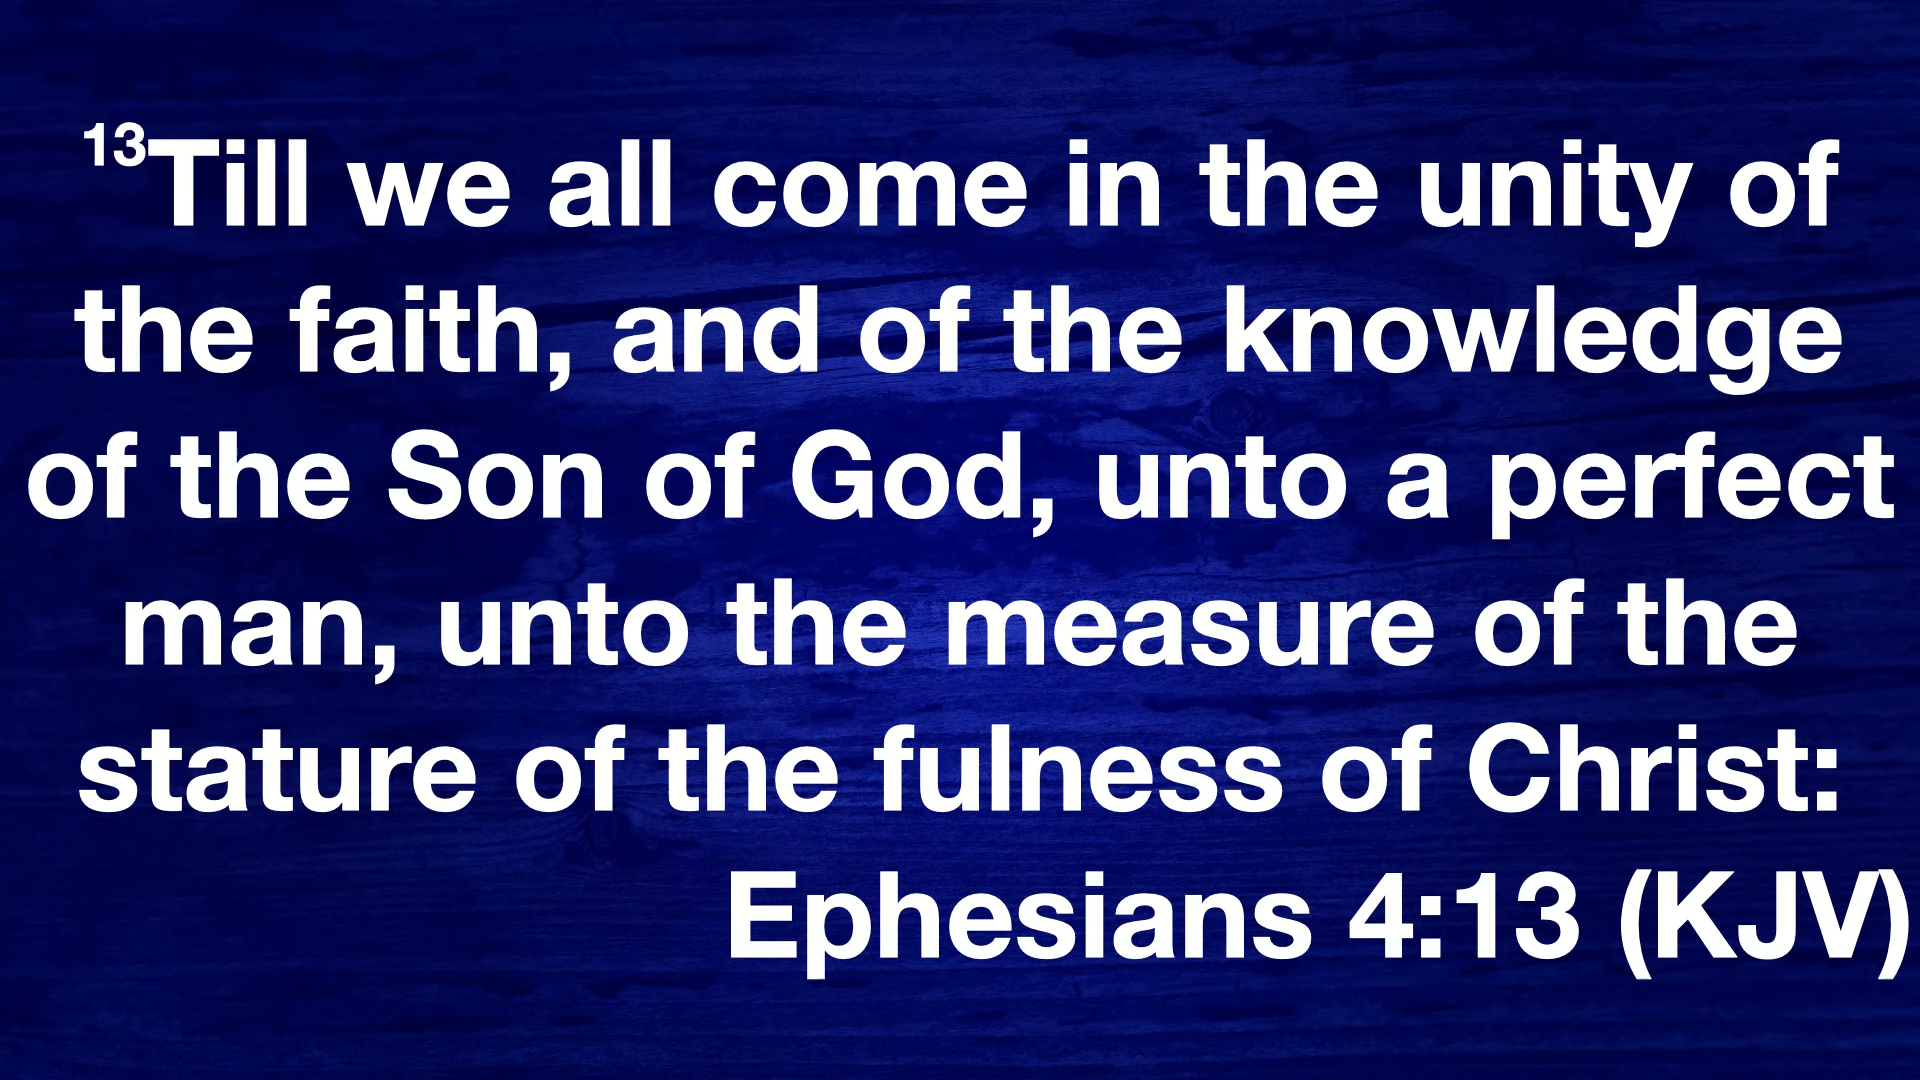 13Till we all come in the unity of
the faith, and of the knowledge
of the Son of God, unto a perfect
man, unto the measure of the
stature of the fulness of Christ:
Ephesians 4:13 (KJV)